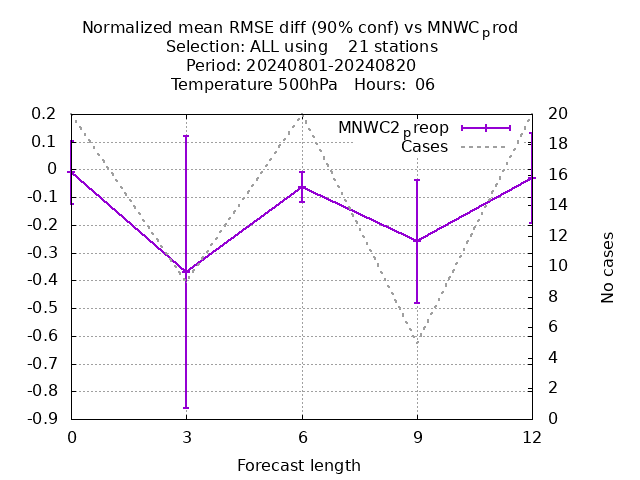 Normalized mean RMSE diff (90% conf) vs MNWCprod
Selection: ALL using    21 stations
Period: 20240801-20240820
Temperature 500hPa   Hours:  06
MNWC2preop
Cases
0.2
0.1
0
-0.1
-0.2
-0.3
-0.4
-0.5
-0.6
-0.7
-0.8
-0.9
20
18
16
14
12
10
8
6
4
2
0
No cases
0 3 6 9 12
Forecast length